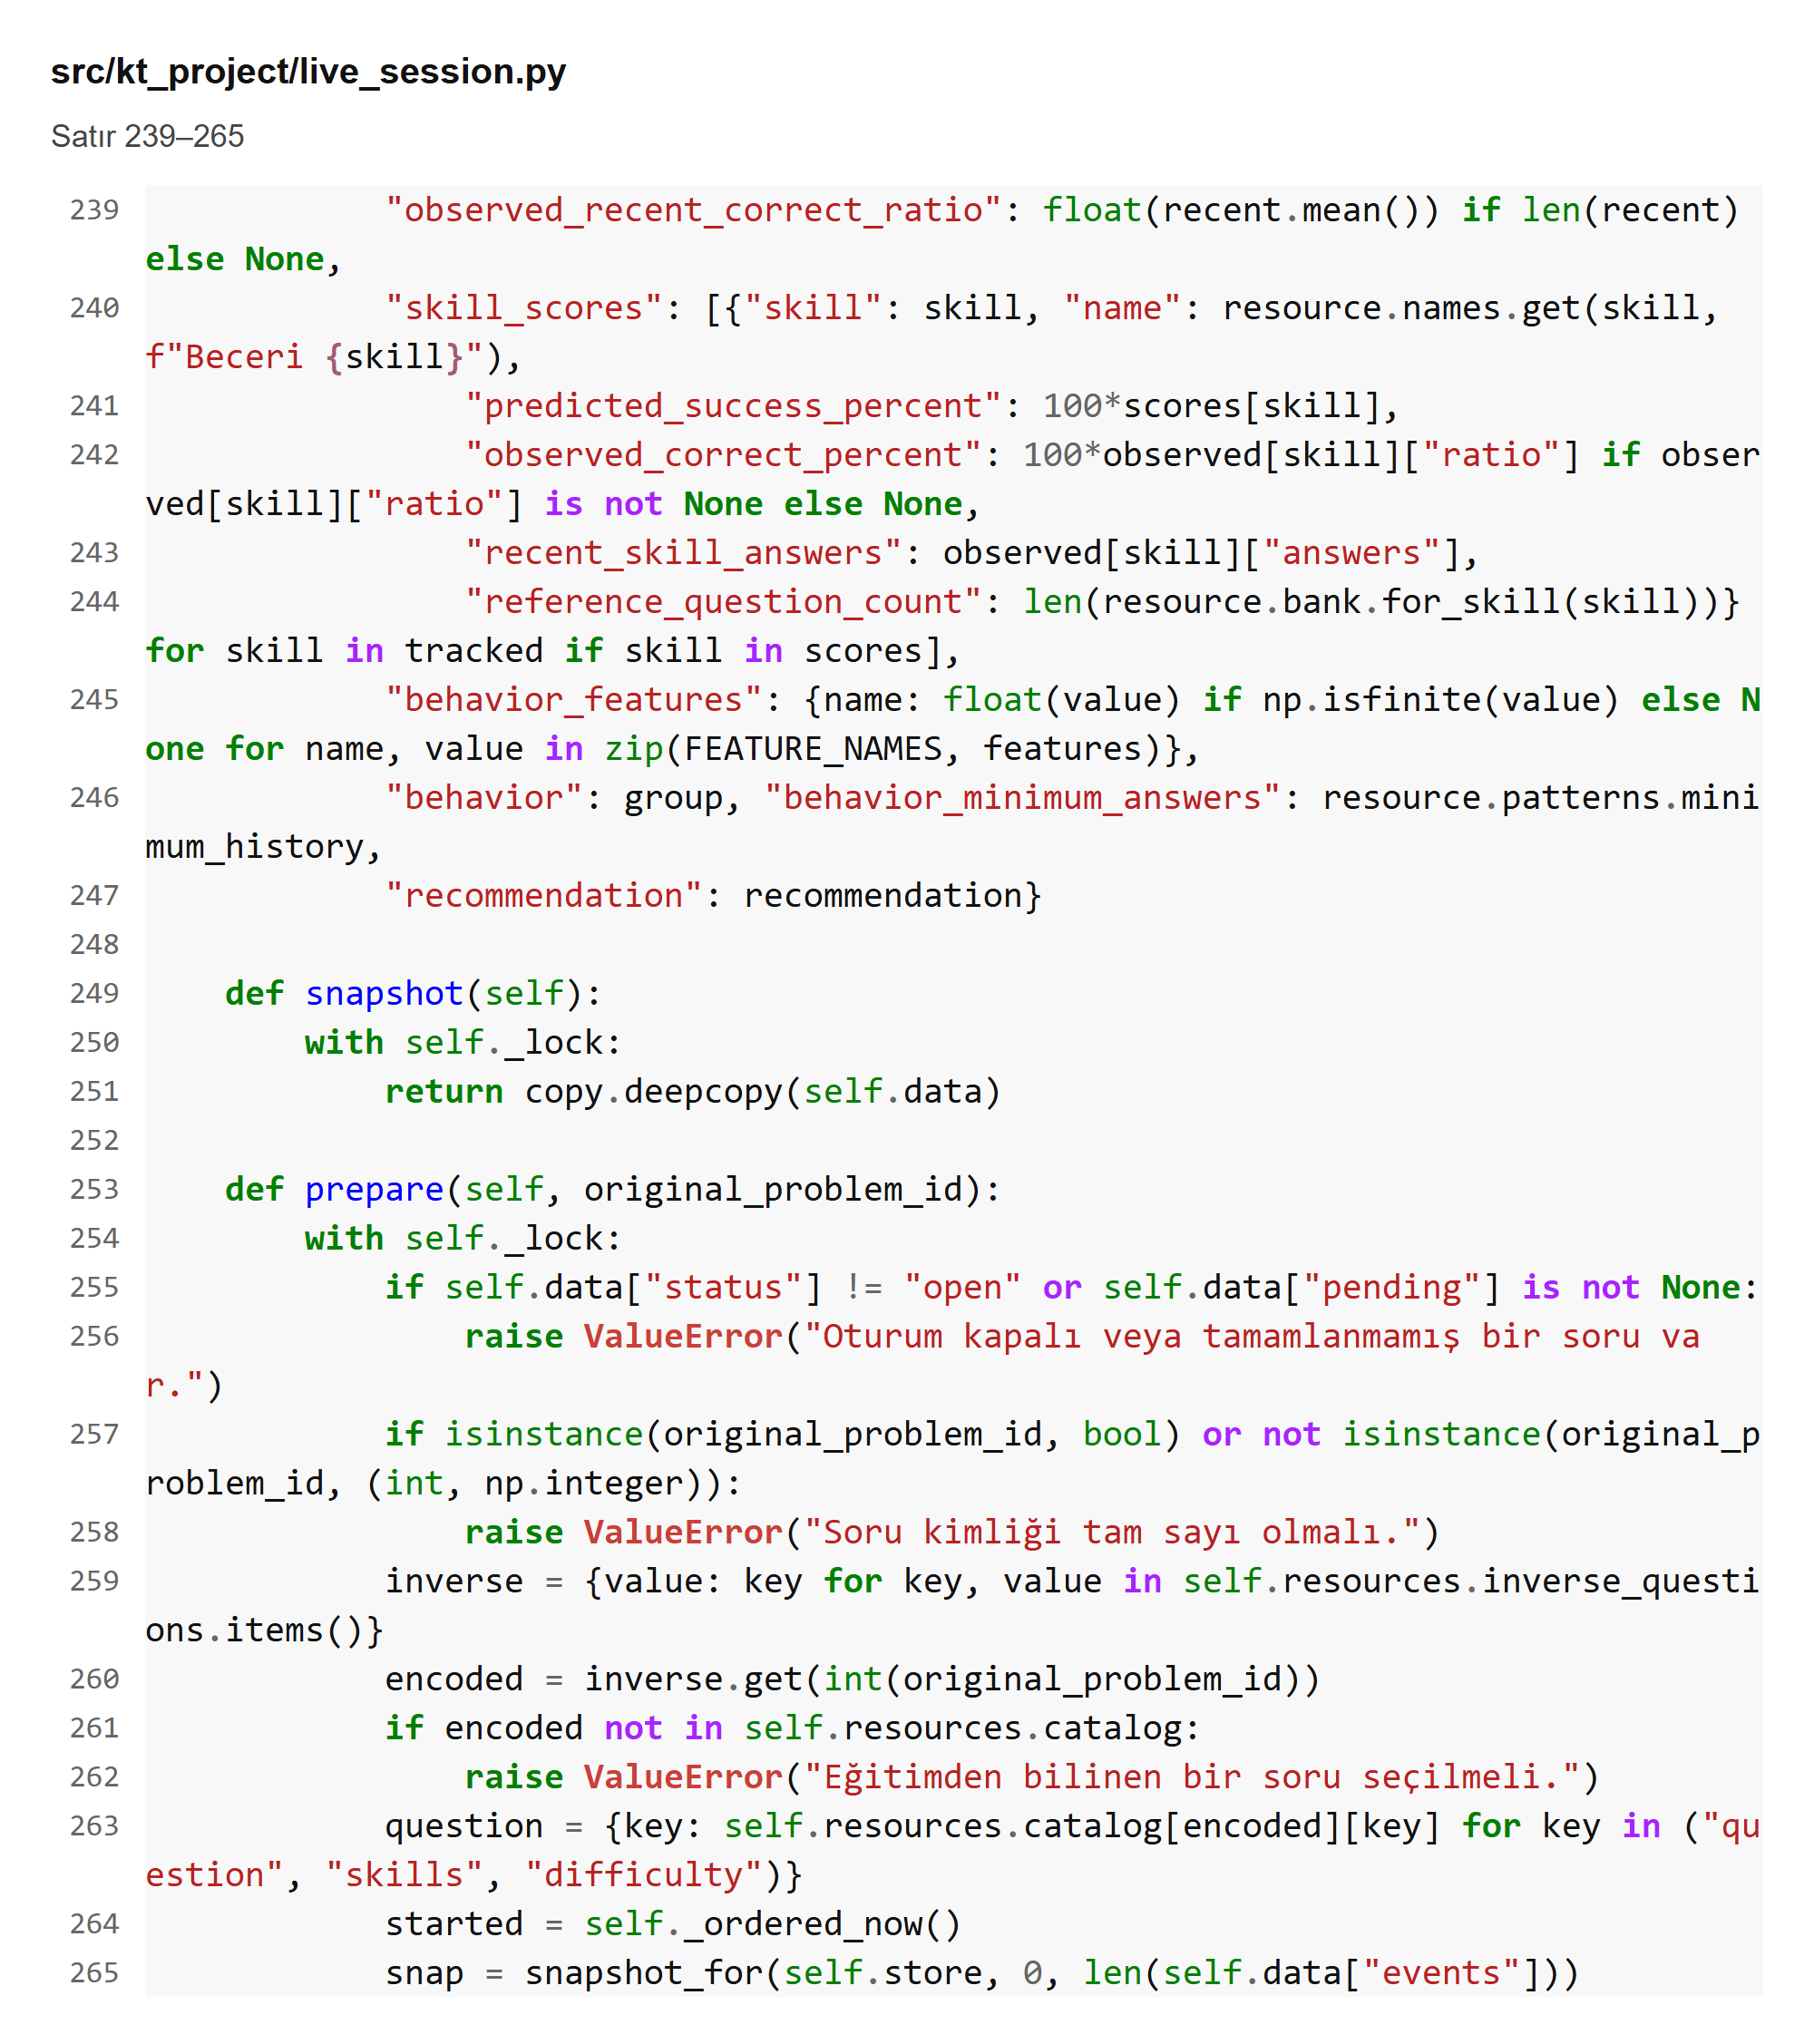 src/kt_project/live_session.py
Satır 239–265
239             "observed_recent_correct_ratio": float(recent.mean()) if len(recent)
else None,
240             "skill_scores": [{"skill": skill, "name": resource.names.get(skill,
f"Beceri {skill}"),
241                 "predicted_success_percent": 100*scores[skill],
242                 "observed_correct_percent": 100*observed[skill]["ratio"] if obser
ved[skill]["ratio"] is not None else None,
243                 "recent_skill_answers": observed[skill]["answers"],
244                 "reference_question_count": len(resource.bank.for_skill(skill))}
for skill in tracked if skill in scores],
245             "behavior_features": {name: float(value) if np.isfinite(value) else N
one for name, value in zip(FEATURE_NAMES, features)},
246             "behavior": group, "behavior_minimum_answers": resource.patterns.mini
mum_history,
247             "recommendation": recommendation}
248
249     def snapshot(self):
250         with self._lock:
251             return copy.deepcopy(self.data)
252
253     def prepare(self, original_problem_id):
254         with self._lock:
255             if self.data["status"] != "open" or self.data["pending"] is not None:
256                 raise ValueError("Oturum kapalı veya tamamlanmamış bir soru va
r.")
257             if isinstance(original_problem_id, bool) or not isinstance(original_p
roblem_id, (int, np.integer)):
258                 raise ValueError("Soru kimliği tam sayı olmalı.")
259             inverse = {value: key for key, value in self.resources.inverse_questi
ons.items()}
260             encoded = inverse.get(int(original_problem_id))
261             if encoded not in self.resources.catalog:
262                 raise ValueError("Eğitimden bilinen bir soru seçilmeli.")
263             question = {key: self.resources.catalog[encoded][key] for key in ("qu
estion", "skills", "difficulty")}
264             started = self._ordered_now()
265             snap = snapshot_for(self.store, 0, len(self.data["events"]))